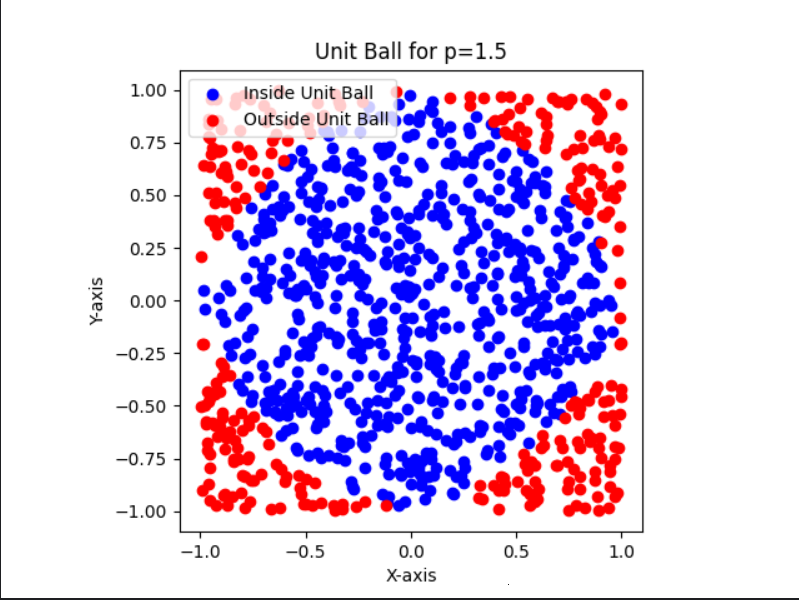 Unit Ball for p=1.5
Inside Unit Ball
Outside Unit Ball
1.00
0.75
0.50
0.25
0.00
−0.25
−0.50
−0.75
−1.00
Y-axis
−1.0 −0.5 0.0 0.5 1.0
X-axis